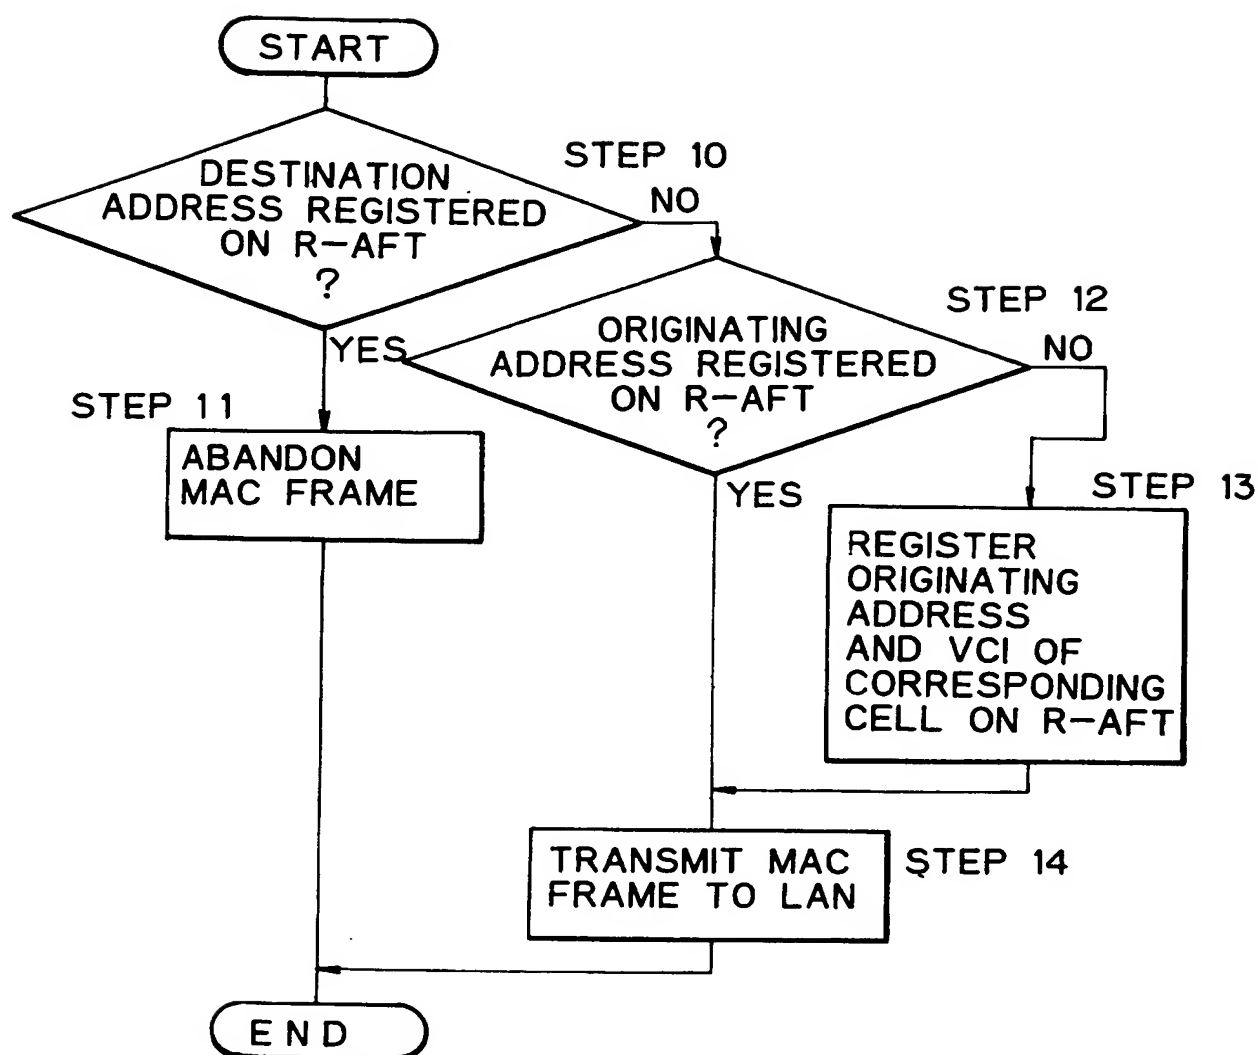 START
STEP 10
DESTINATION
ADDRESS REGISTERED
ON R-AFT
?
NO
YES
STEP 12
ORIGINATING
ADDRESS REGISTERED
ON R-AFT
?
NO
YES
STEP 11
ABANDON
MAC FRAME
STEP 13
REGISTER
ORIGINATING
ADDRESS
AND VCI OF
CORRESPONDING
CELL ON R-AFT
TRANSMIT MAC
FRAME TO LAN
STEP 14
END